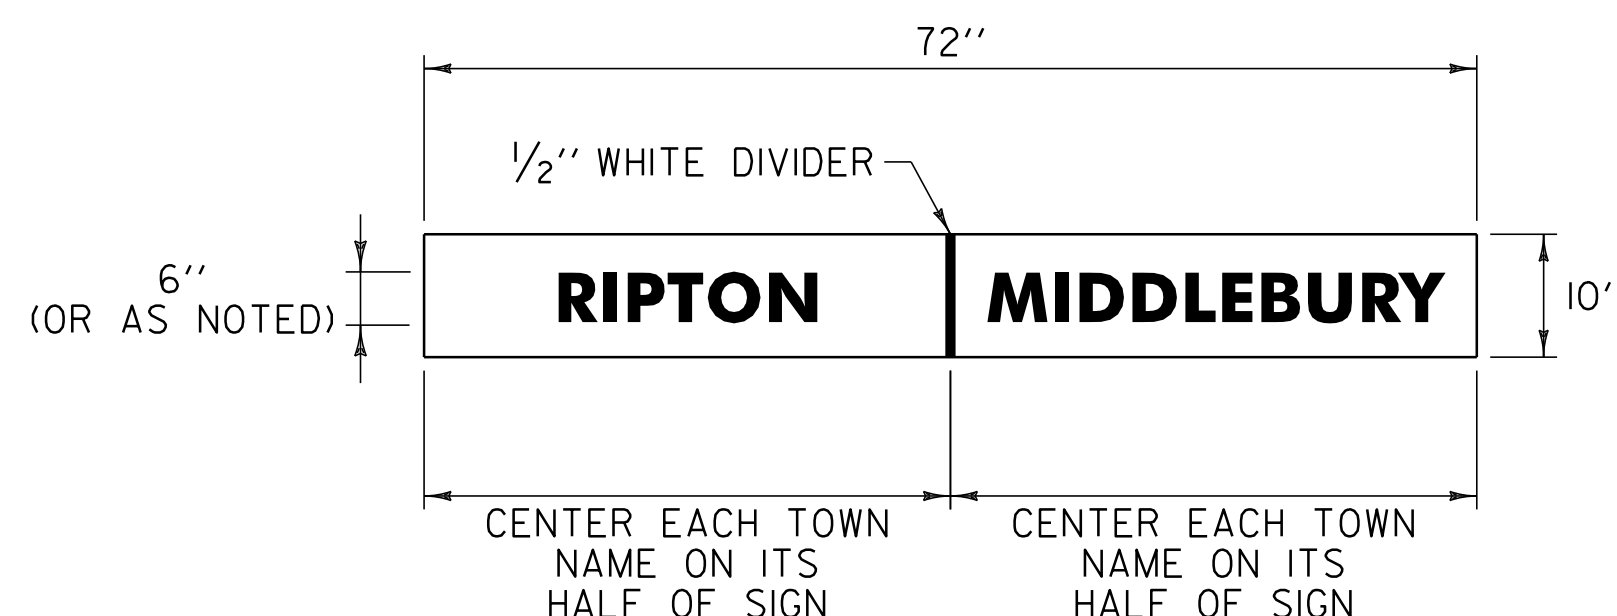 72''
1/2'' WHITE DIVIDER
6''
(OR AS NOTED)
RIPTON MIDDLEBURY
10'
CENTER EACH TOWN
NAME ON ITS
HALF OF SIGN
CENTER EACH TOWN
NAME ON ITS
HALF OF SIGN